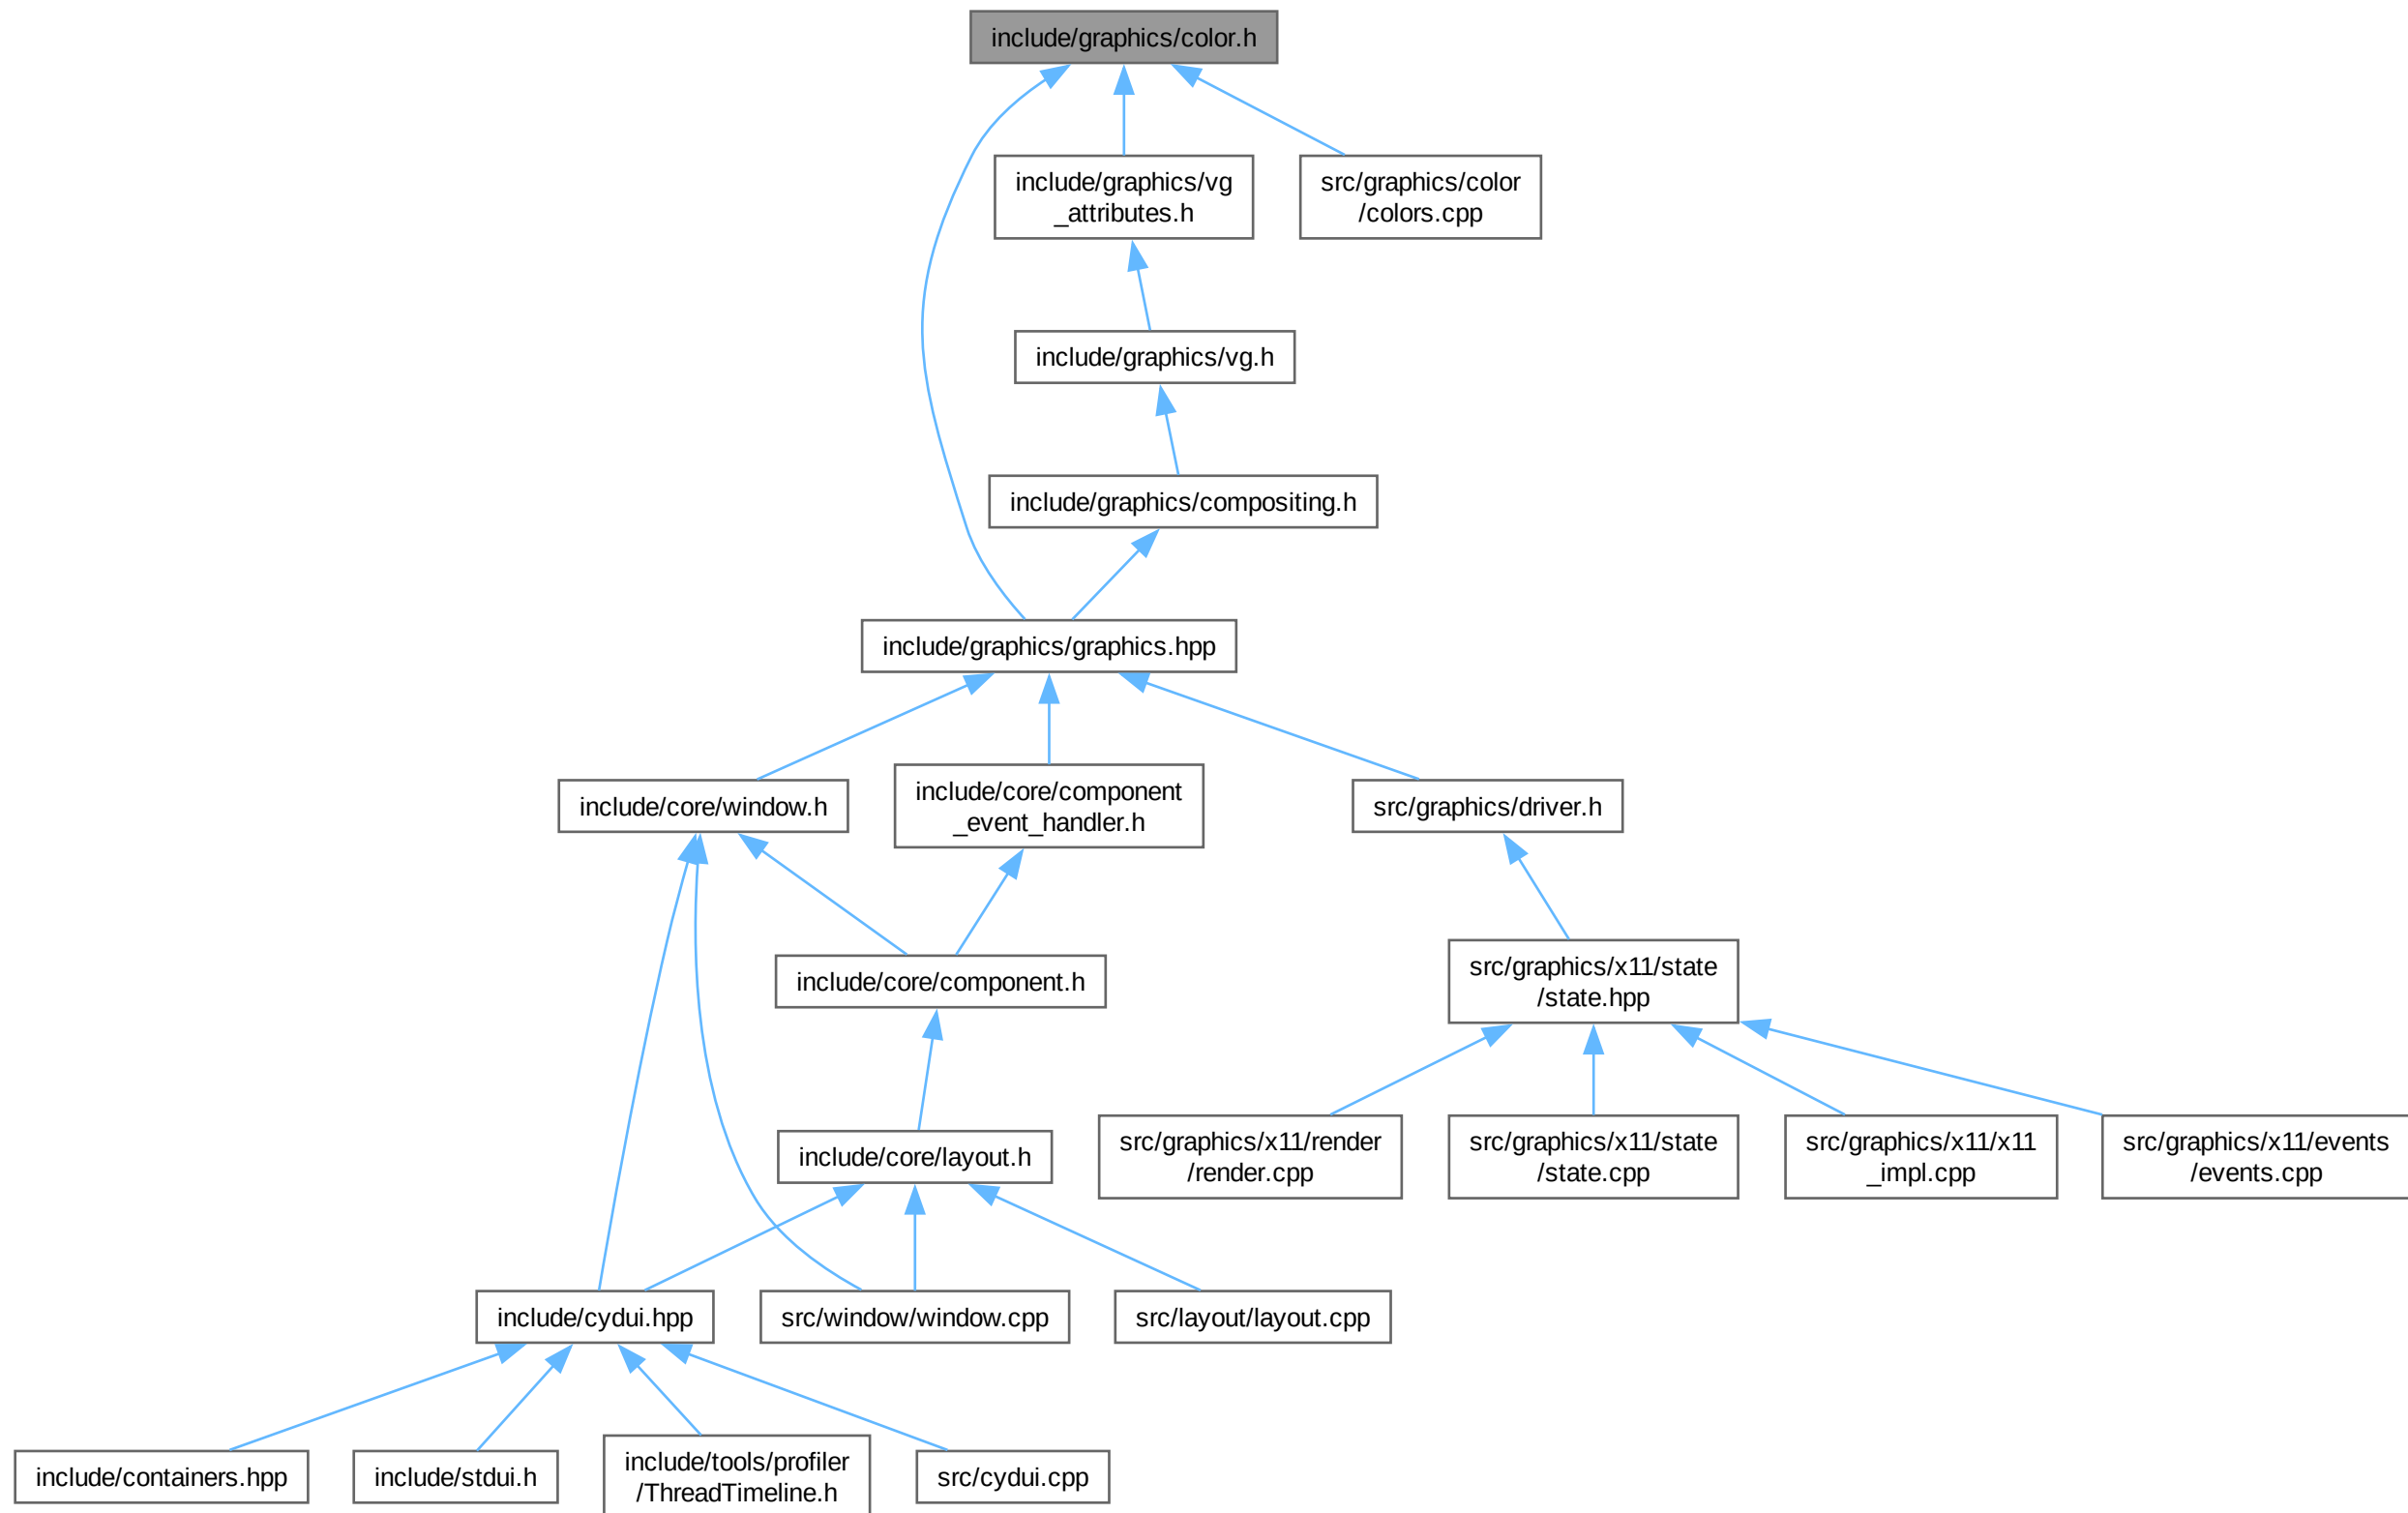 include/graphics/color.h
include/graphics/vg
_attributes.h
src/graphics/color
/colors.cpp
include/graphics/vg.h
include/graphics/compositing.h
include/graphics/graphics.hpp
include/core/window.h
include/core/component
_event_handler.h
src/graphics/driver.h
include/core/component.h
src/graphics/x11/state
/state.hpp
include/core/layout.h
src/graphics/x11/render
/render.cpp
src/graphics/x11/state
/state.cpp
src/graphics/x11/x11
_impl.cpp
src/graphics/x11/events
/events.cpp
include/cydui.hpp
src/window/window.cpp
src/layout/layout.cpp
include/containers.hpp
include/stdui.h
include/tools/profiler
/ThreadTimeline.h
src/cydui.cpp